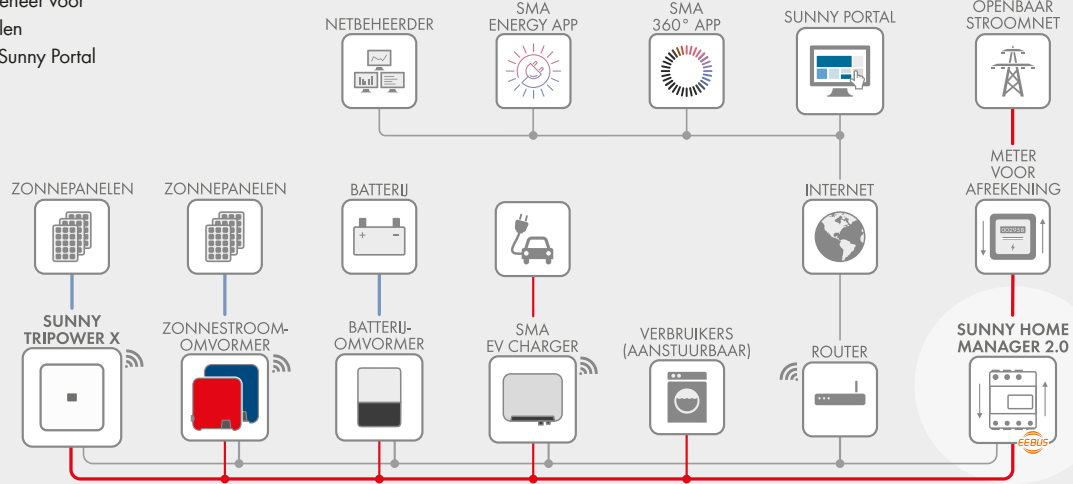 len
Sunny Portal
NETBEHEERDER
SMA
ENERGY APP
SMA
360° APP
SUNNY PORTAL
OPENBAAR
STROOMNET
METER
VOOR
AFREKENING
ZONNEPANELEN
ZONNEPANELEN
BATTERIJ
INTERNET
SUNNY
TRIPOWER X
ZONNESTROOM-
OMVORMER
BATTERIJ-
OMVORMER
SMA
EV CHARGER
VERBRUIKERS
(AANSTUURBAAR)
ROUTER
SUNNY HOME
MANAGER 2.0
EEBUS